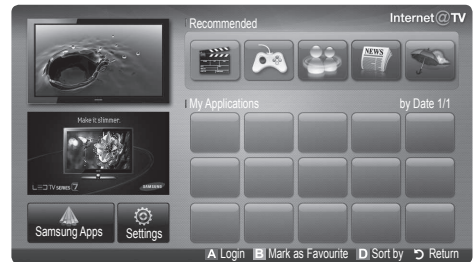 Internet@TV
Recommended
NEWS
My Applications by Date 1/1
Make it slimmer.
LED TV SERIES 7 SAMSUNG
Samsung Apps Settings
A Login B Mark as Favourite D Sort by Return